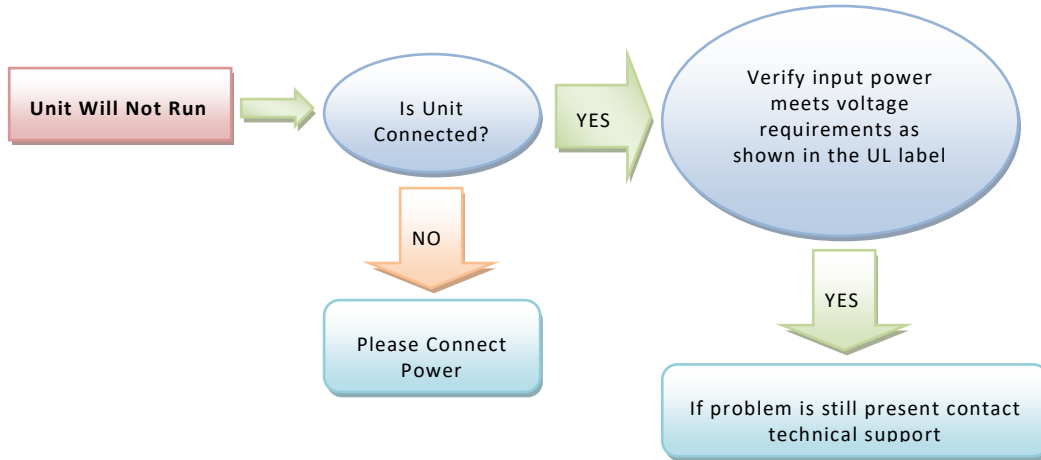 Unit Will Not Run
Is Unit
Connected?
YES
Verify input power
meets voltage
requirements as
shown in the UL label
NO
YES
Please Connect
Power
If problem is still present contact
technical support